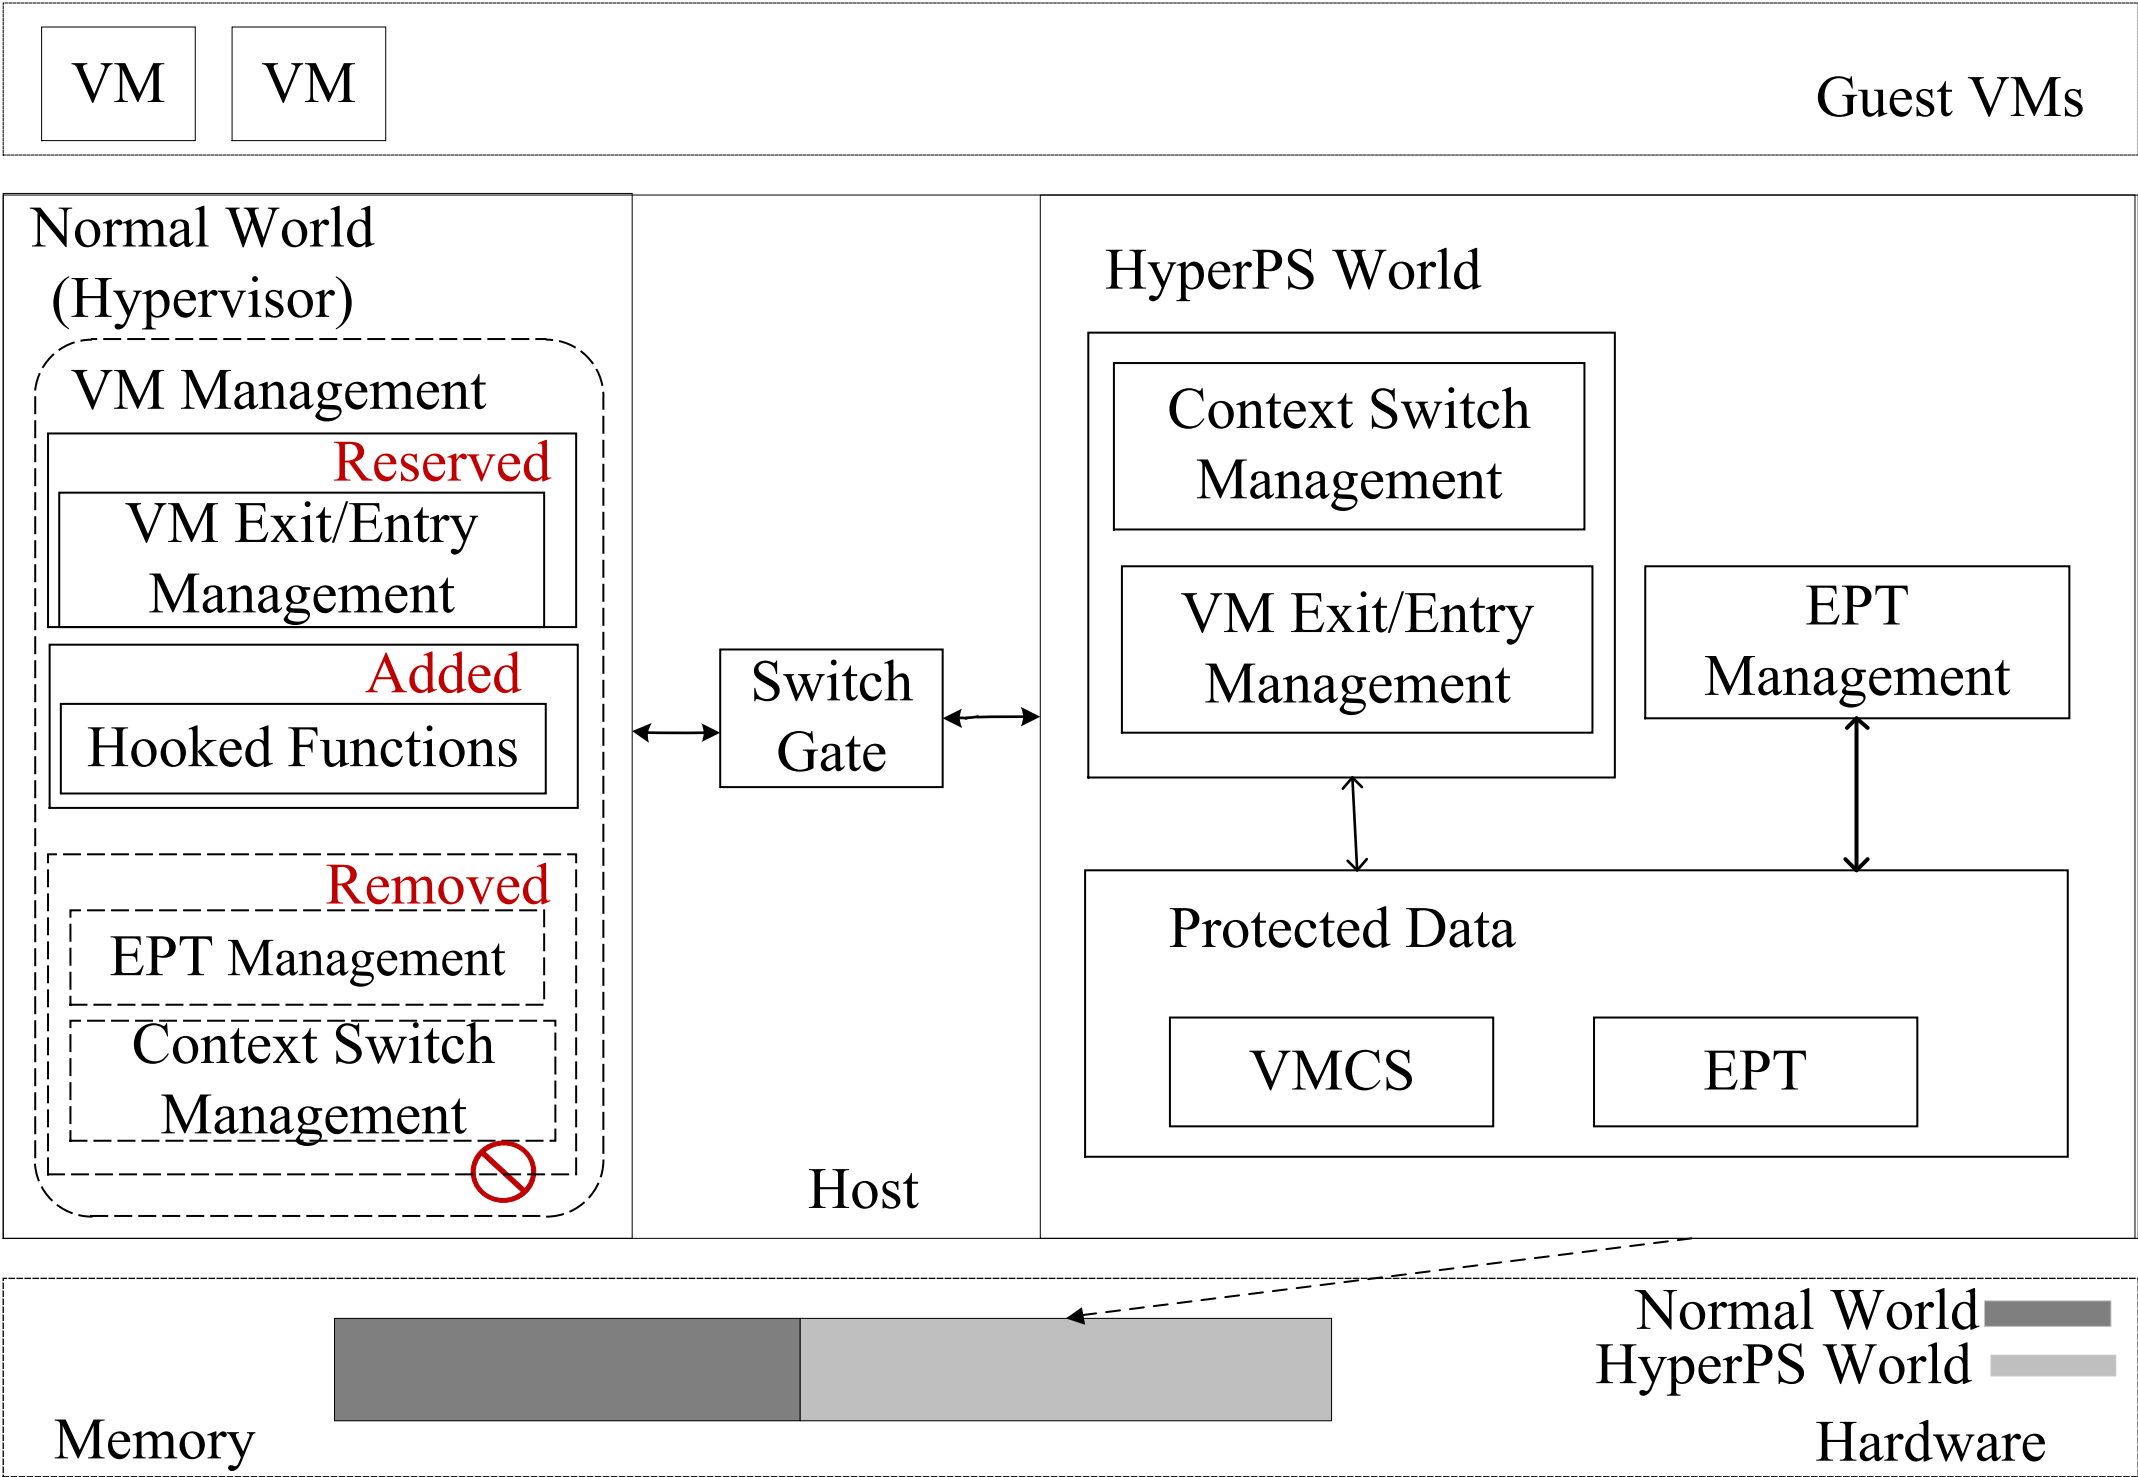 VM
VM
Guest VMs
Normal World
(Hypervisor)
VM Management
Reserved
VM Exit/Entry
Management
Added
Hooked Functions
Removed
EPT Management
Context Switch
Management
Switch
Gate
Host
HyperPS World
Context Switch
Management
VM Exit/Entry
Management
EPT
Management
Protected Data
VMCS
EPT
Normal World
HyperPS World
Memory
Hardware